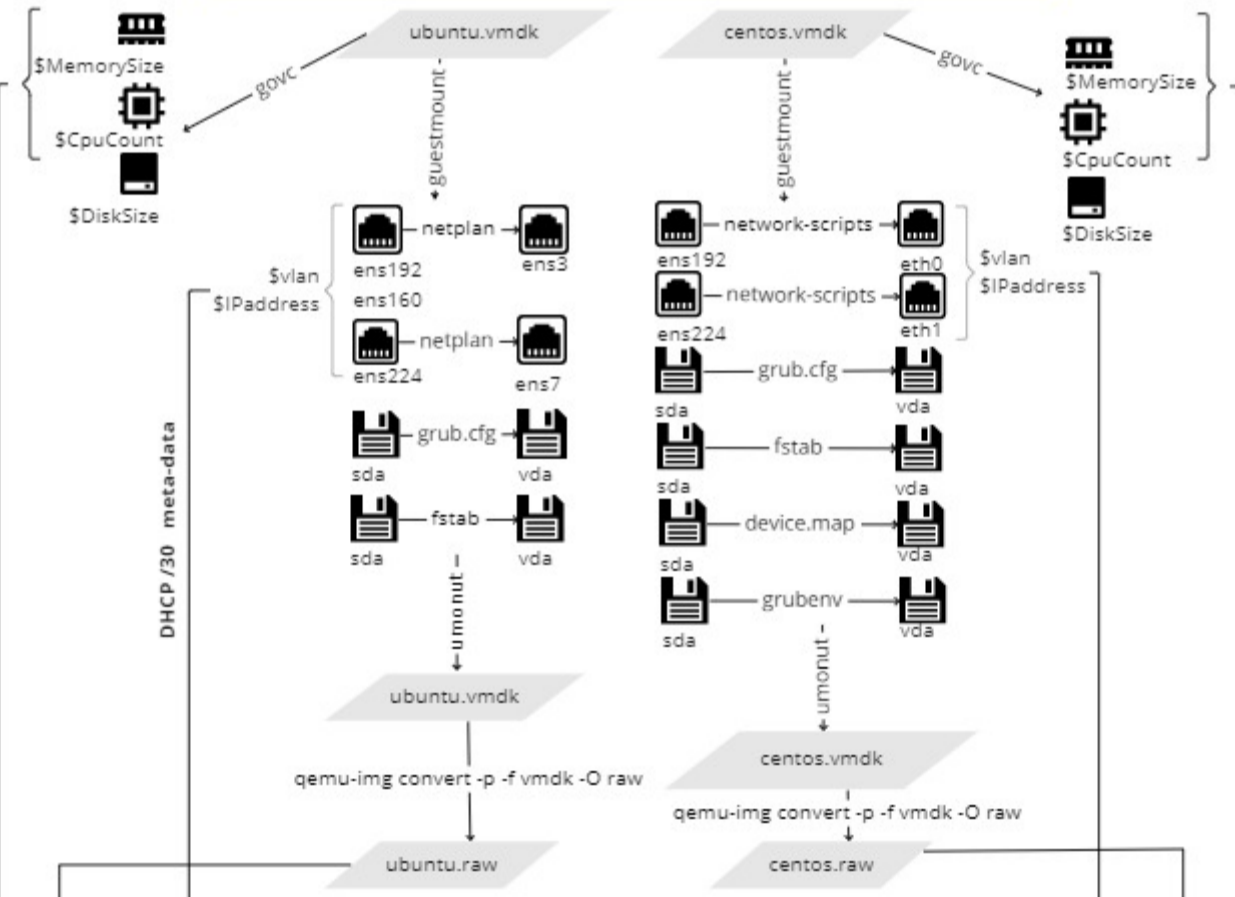 ubuntu.vmdk
centos.vmdk
$MemorySize
$CpuCount
$DiskSize
govc
guestmount
guestmount
govc
$MemorySize
$CpuCount
$DiskSize
$vlan
$IPaddress
netplan
ens192
ens3
ens160
netplan
ens224
ens7
grub.cfg
sda
vda
fstab
sda
vda
network-scripts
ens192
eth0
network-scripts
ens224
eth1
$vlan
$IPaddress
grub.cfg
sda
vda
fstab
sda
vda
device.map
sda
vda
grubenv
sda
vda
DHCP /30 meta-data
umonut
ubuntu.vmdk
qemu-img convert -p -f vmdk -O raw
ubuntu.raw
umonut
centos.vmdk
qemu-img convert -p -f vmdk -O raw
centos.raw